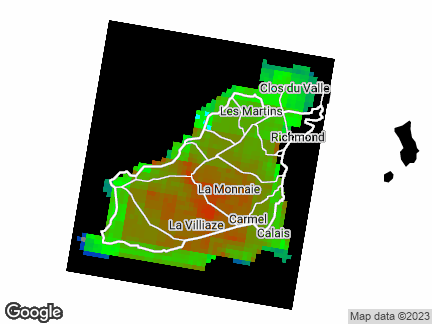 Clos du Valle
Les Martins
Richmond
La Monnaie
La Villiaze
Carmel
Calais
Google
Map data ©2023